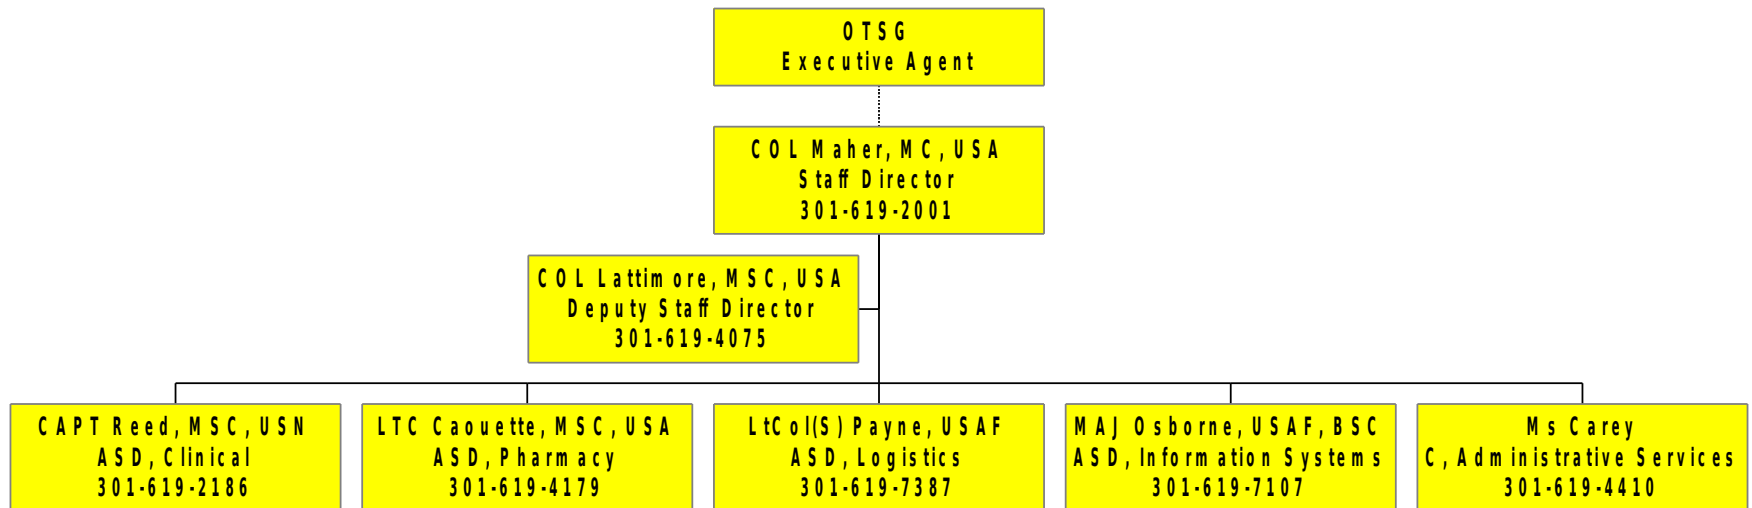 OTSG
Executive Agent
COL Maher, MC, USA
Staff Director
301-619-2001
COL Lattimore, MSC, USA
Deputy Staff Director
301-619-4075
CAPT Reed, MSC, USN
ASD, Clinical
301-619-2186
LTC Caouette, MSC, USA
ASD, Pharmacy
301-619-4179
LtCol(S) Payne, USAF
ASD, Logistics
301-619-7387
MAJ Osborne, USAF, BSC
ASD, Information Systems
301-619-7107
Ms Carey
C, Administrative Services
301-619-4410